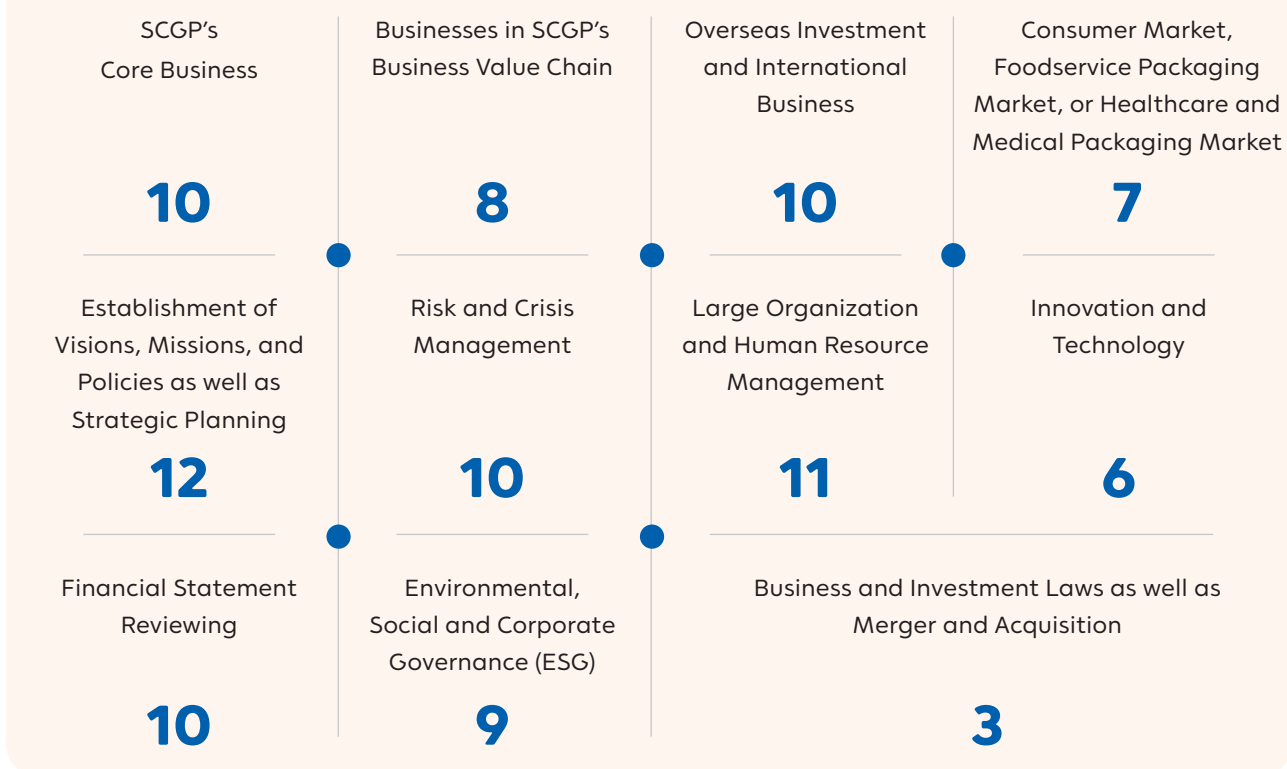 SCGP's
Core Business
10
Businesses in SCGP's
Business Value Chain
8
Overseas Investment
and International
Business
10
Consumer Market,
Foodservice Packaging
Market, or Healthcare and
Medical Packaging Market
7
Establishment of
Visions, Missions, and
Policies as well as
Strategic Planning
12
Risk and Crisis
Management
10
Large Organization
and Human Resource
Management
11
Innovation and
Technology
6
Financial Statement
Reviewing
10
Environmental,
Social and Corporate
Governance (ESG)
9
Business and Investment Laws as well as
Merger and Acquisition
3